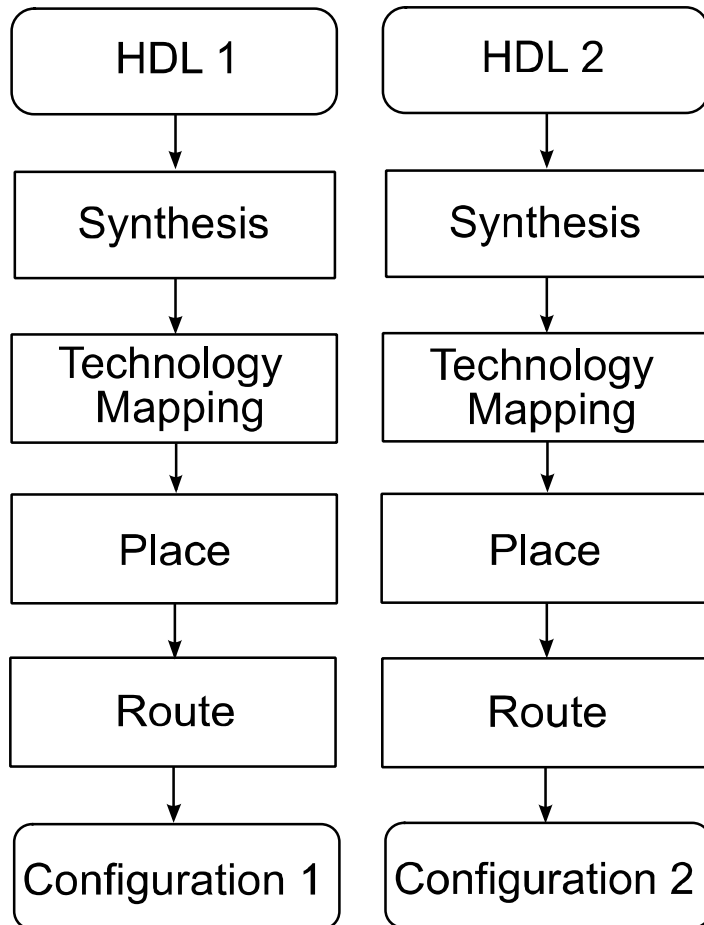 HDL 1
Synthesis
Technology
Mapping
Place
Route
Configuration 1
HDL 2
Synthesis
Technology
Mapping
Place
Route
Configuration 2